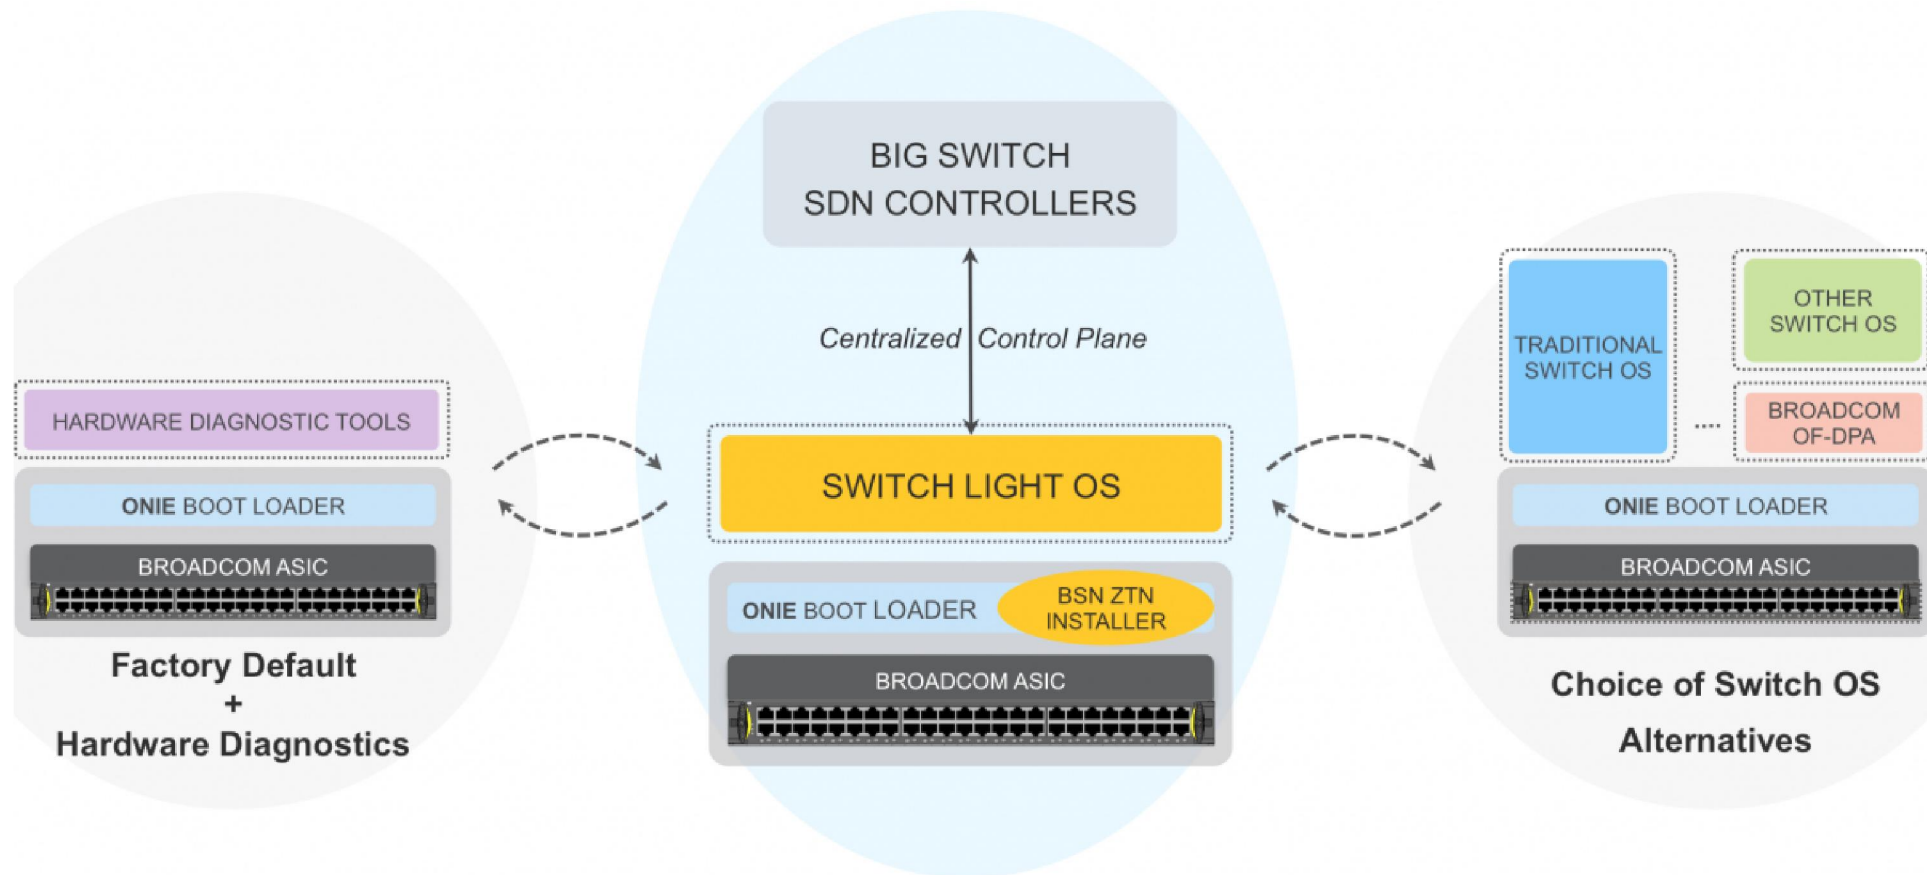 BIG SWITCH
SDN CONTROLLERS
Centralized Control Plane
SWITCH LIGHT OS
ONIE BOOT LOADER
BSN ZTN
INSTALLER
BROADCOM ASIC
HARDWARE DIAGNOSTIC TOOLS
ONIE BOOT LOADER
BROADCOM ASIC
Factory Default
+
Hardware Diagnostics
TRADITIONAL
SWITCH OS
OTHER
SWITCH OS
....
BROADCOM
OF-DPA
ONIE BOOT LOADER
BROADCOM ASIC
Choice of Switch OS
Alternatives